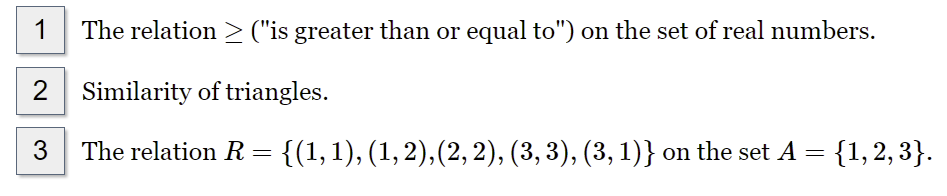 1 The relation ≥ ("is greater than or equal to") on the set of real numbers.
2 Similarity of triangles.
3 The relation R = {(1, 1), (1, 2),(2, 2), (3, 3), (3, 1)} on the set A = {1, 2, 3}.